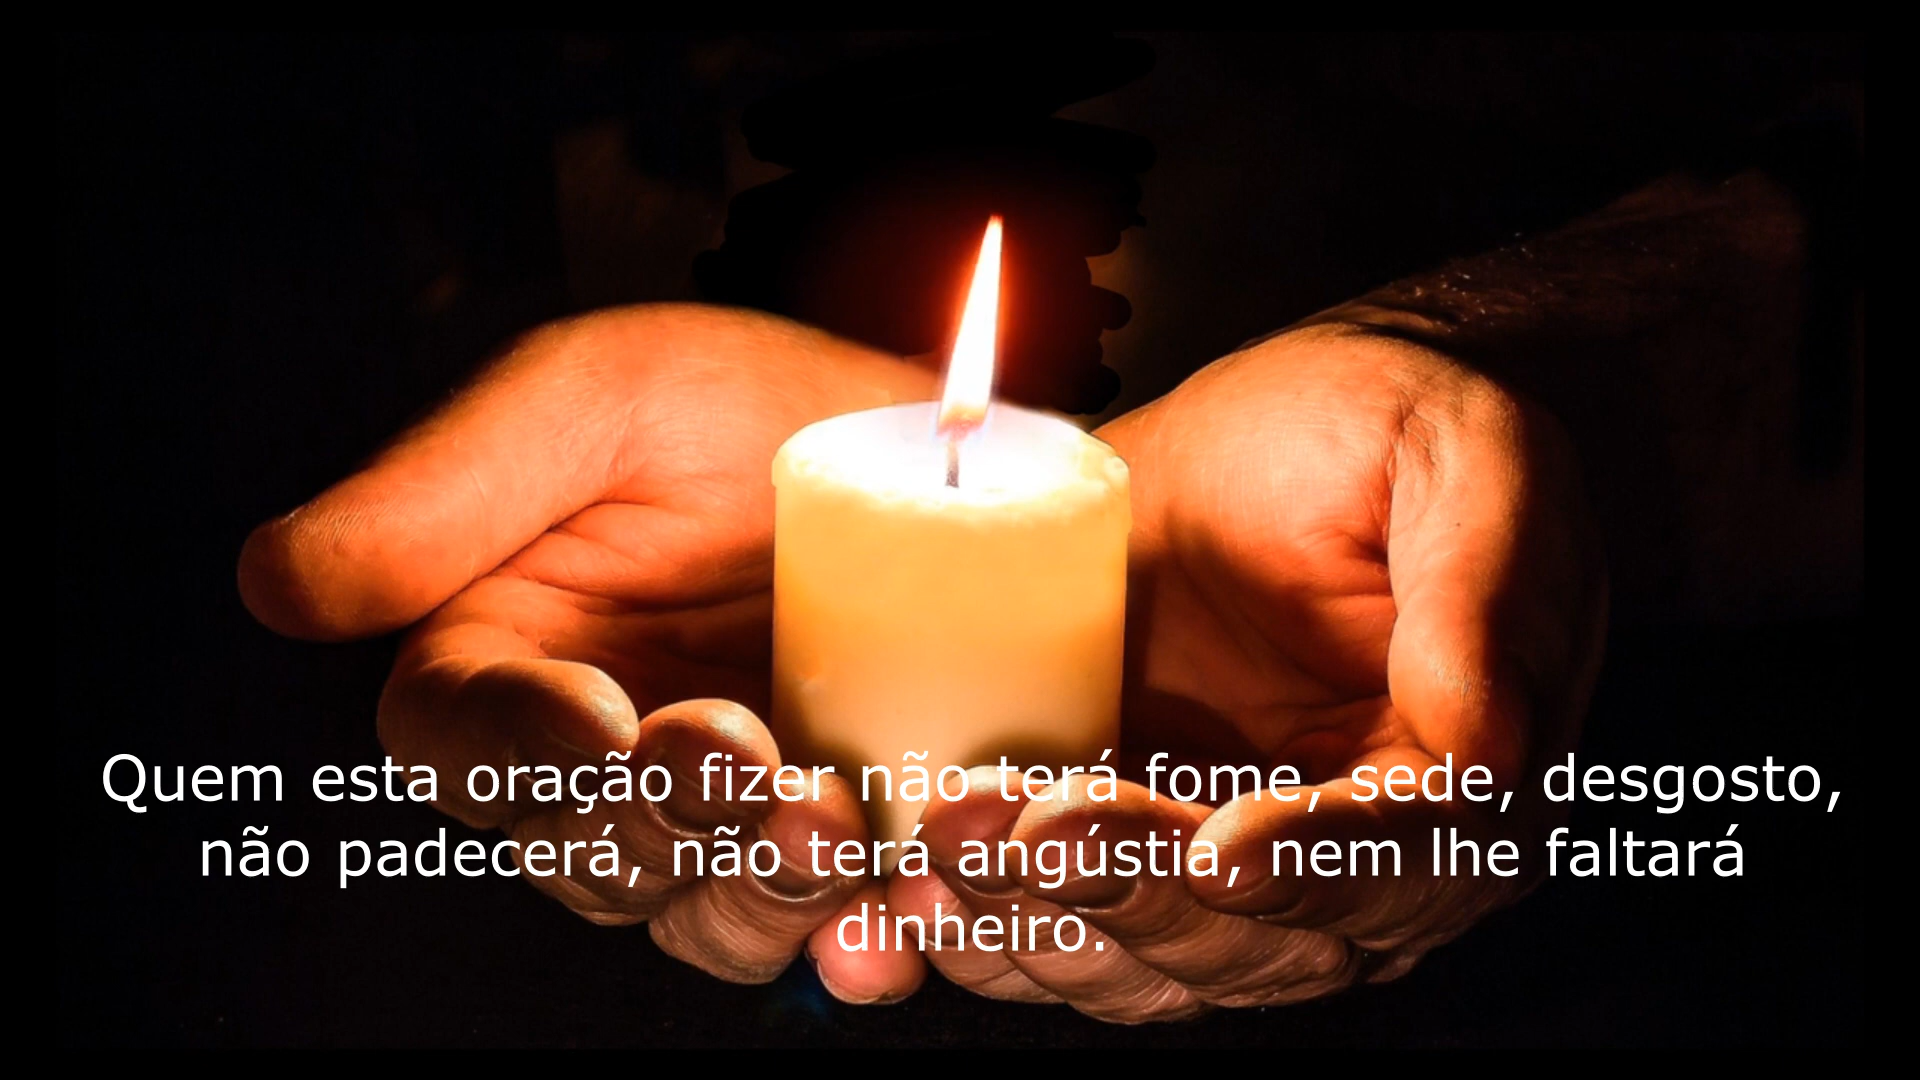 Quem esta oração fizer não terá fome, sede, desgosto,
não padecerá, não terá angústia, nem lhe faltará
dinheiro.